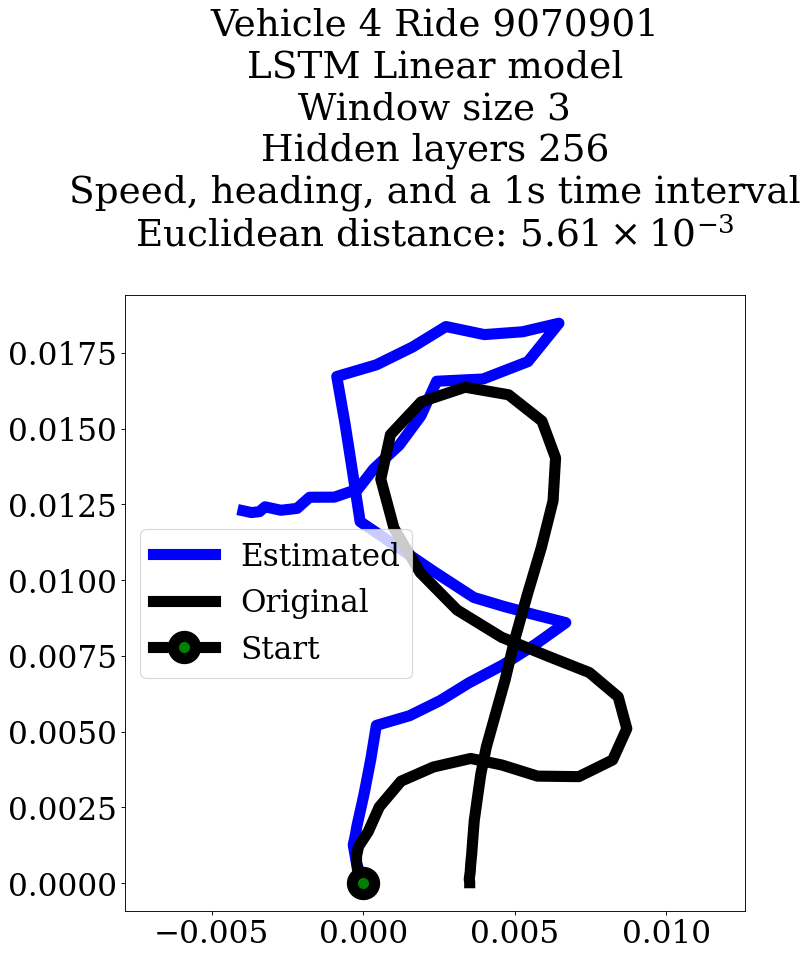 Vehicle 4 Ride 9070901
LSTM Linear model
Window size 3
Hidden layers 256
Speed, heading, and a 1s time interval
Euclidean distance: 5.61 × 10⁻³
0.0175
0.0150
0.0125
0.0100
0.0075
0.0050
0.0025
0.0000
Estimated
Original
Start
−0.005 0.000 0.005 0.010